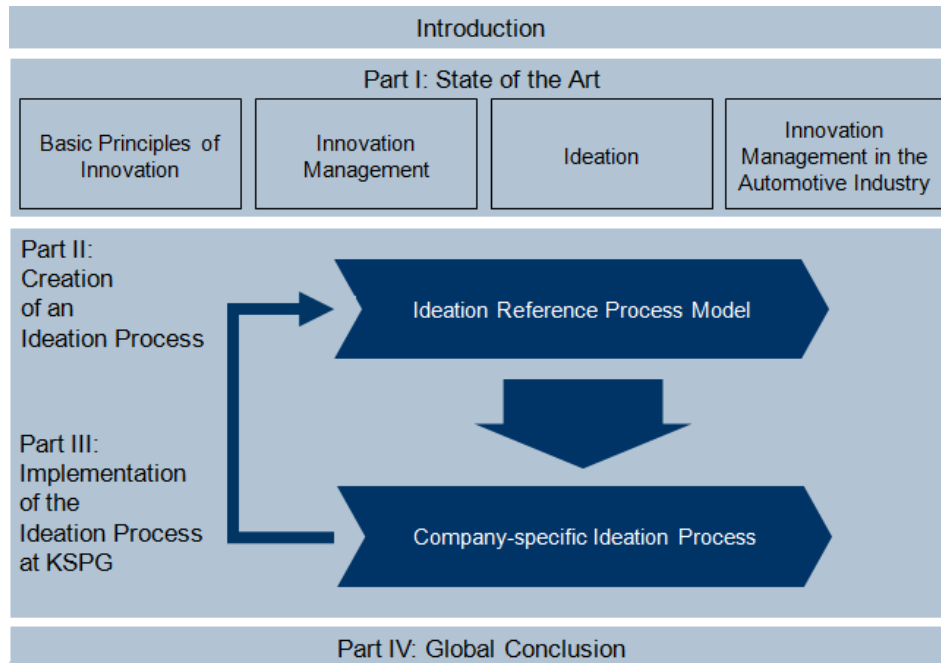 Introduction
Part I: State of the Art
Basic Principles of
Innovation
Innovation
Management
Ideation
Innovation
Management in the
Automotive Industry
Part II:
Creation
of an
Ideation Process
Ideation Reference Process Model
Part III:
Implementation
of the
Ideation Process
at KSPG
Company-specific Ideation Process
Part IV: Global Conclusion